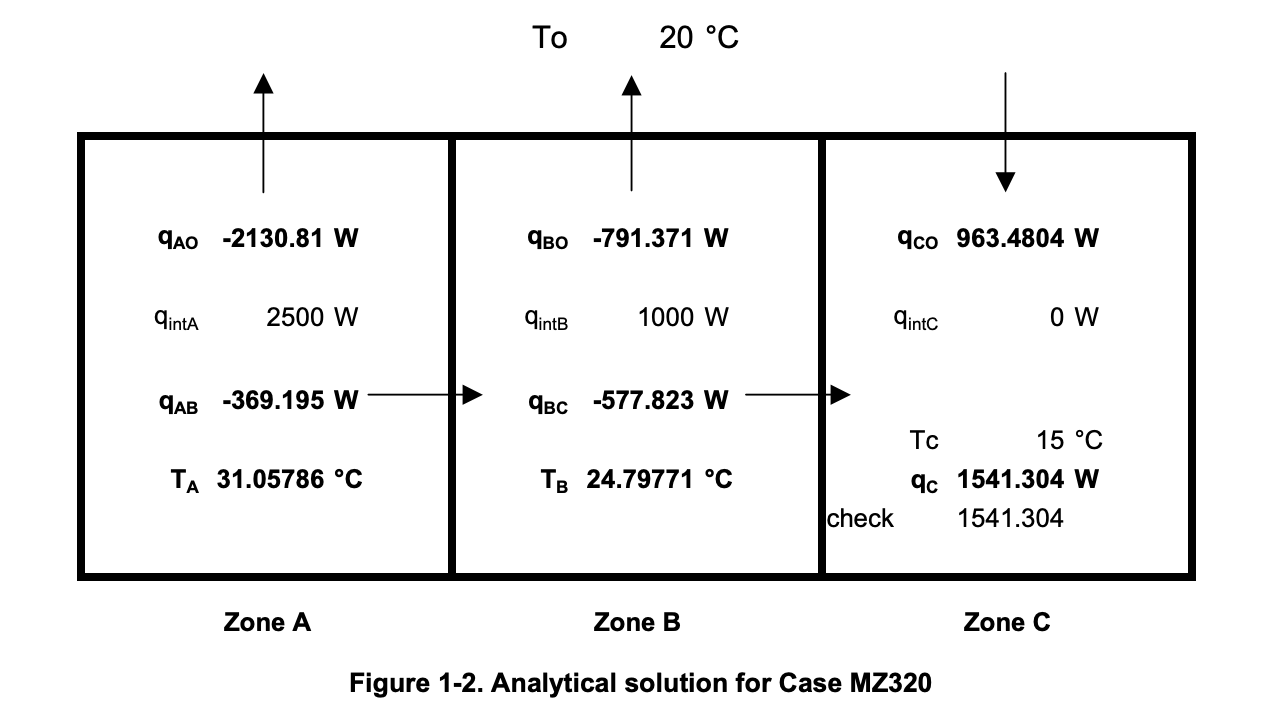 To 20 °C
qAO -2130.81 W qBO -791.371 W qCO 963.4804 W
qintA 2500 W qintB 1000 W qintC 0 W
qAB -369.195 W qBC -577.823 W
Tc 15 °C
TA 31.05786 °C TB 24.79771 °C qC 1541.304 W
check 1541.304
Zone A Zone B Zone C
Figure 1-2. Analytical solution for Case MZ320